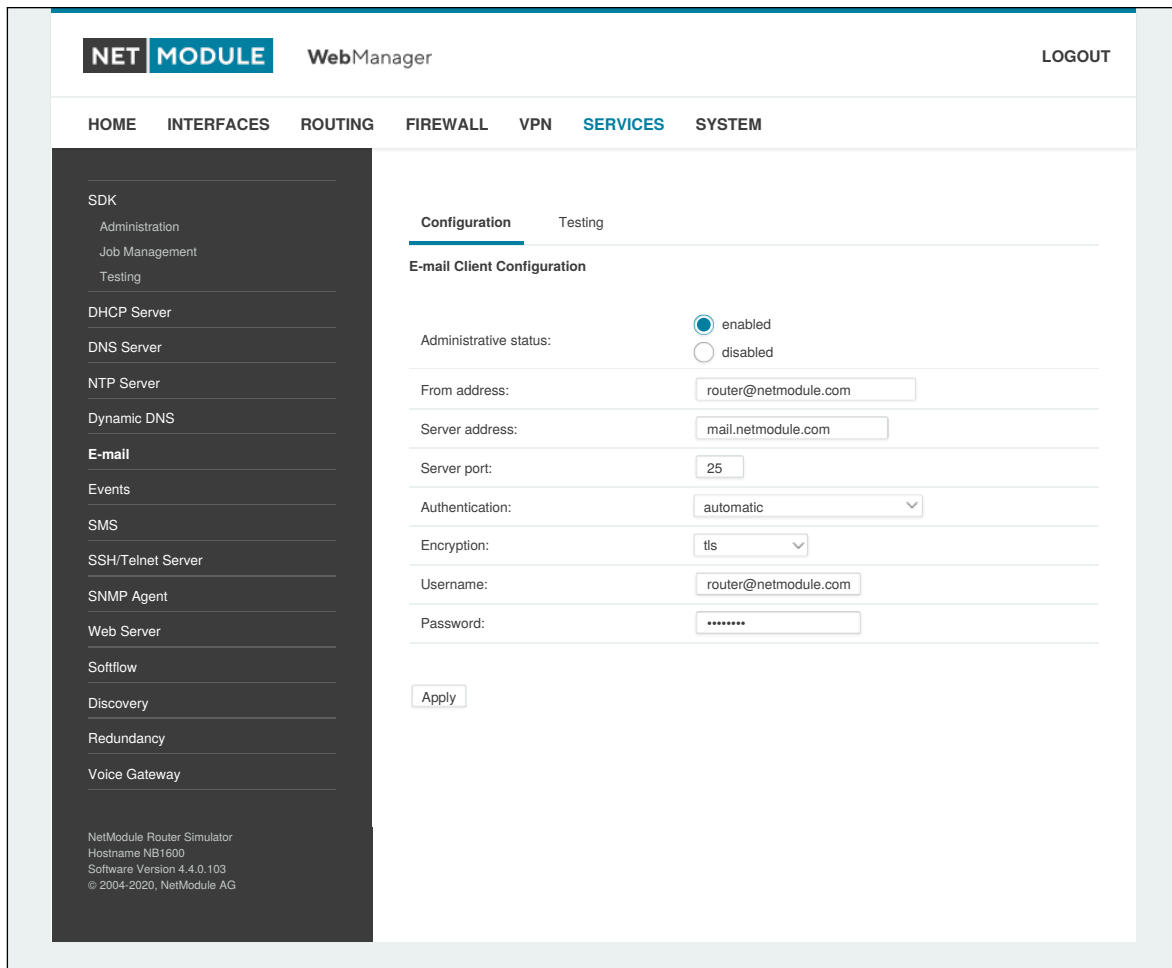 NET MODULE WebManager LOGOUT
HOME INTERFACES ROUTING FIREWALL VPN SERVICES SYSTEM
SDK
Administration
Job Management
Testing
DHCP Server
DNS Server
NTP Server
Dynamic DNS
E-mail
Events
SMS
SSH/Telnet Server
SNMP Agent
Web Server
Softflow
Discovery
Redundancy
Voice Gateway
NetModule Router Simulator
Hostname NB1600
Software Version 4.4.0.103
© 2004-2020, NetModule AG
Configuration Testing
E-mail Client Configuration
Administrative status:
enabled
disabled
From address: router@netmodule.com
Server address: mail.netmodule.com
Server port: 25
Authentication: automatic
Encryption: tls
Username: router@netmodule.com
Password: ••••••••
Apply